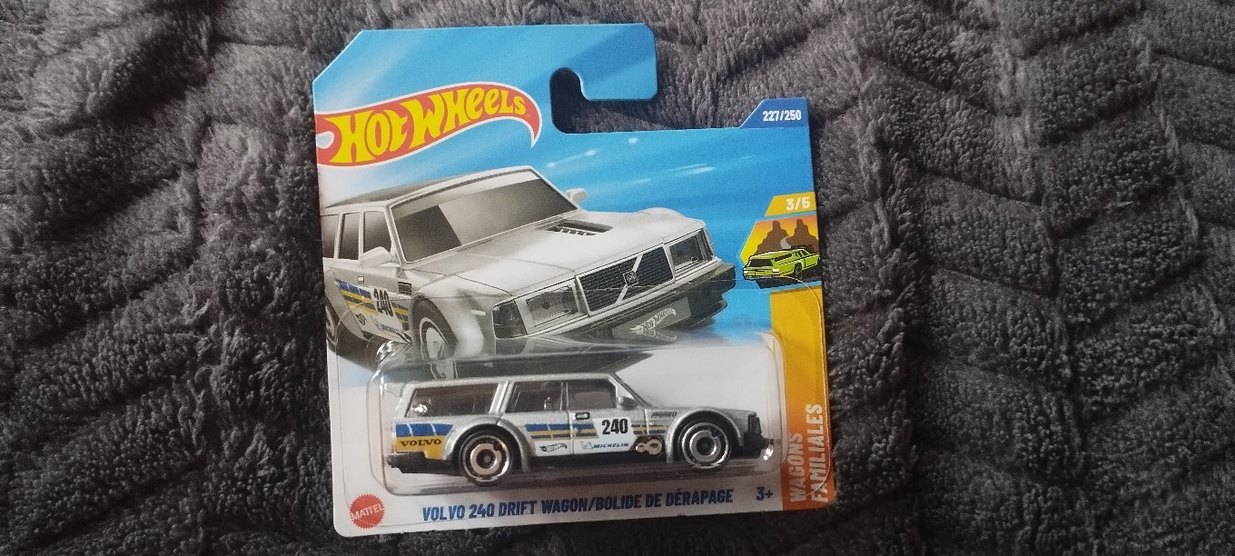 HOT WHEELS
227/250
3/5
240
240
VOLVO
MICHELIN
WAGONS
FAMILIALES
MATTEL
VOLVO 240 DRIFT WAGON/BOLIDE DE DÉRAPAGE
3+